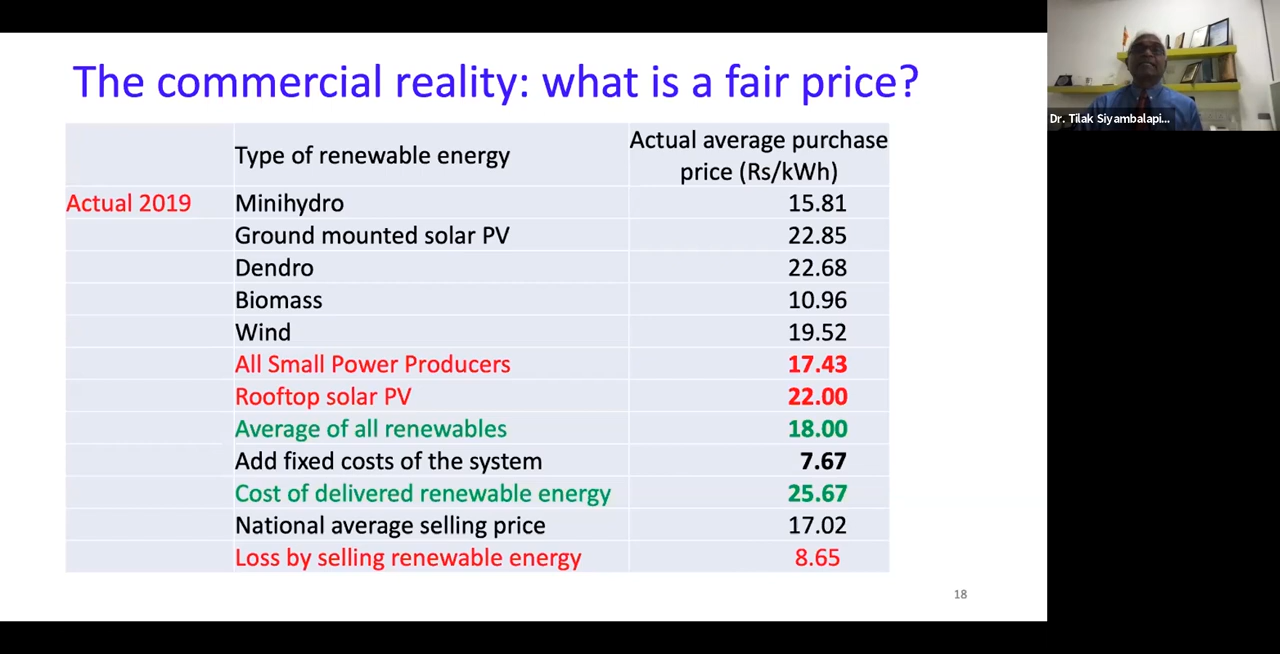 The commercial reality: what is a fair price?
Type of renewable energy
Actual average purchase
price (Rs/kWh)
Actual 2019 Minihydro 15.81
Ground mounted solar PV 22.85
Dendro 22.68
Biomass 10.96
Wind 19.52
All Small Power Producers 17.43
Rooftop solar PV 22.00
Average of all renewables 18.00
Add fixed costs of the system 7.67
Cost of delivered renewable energy 25.67
National average selling price 17.02
Loss by selling renewable energy 8.65
18
Dr. Tilak Siyambalapi...